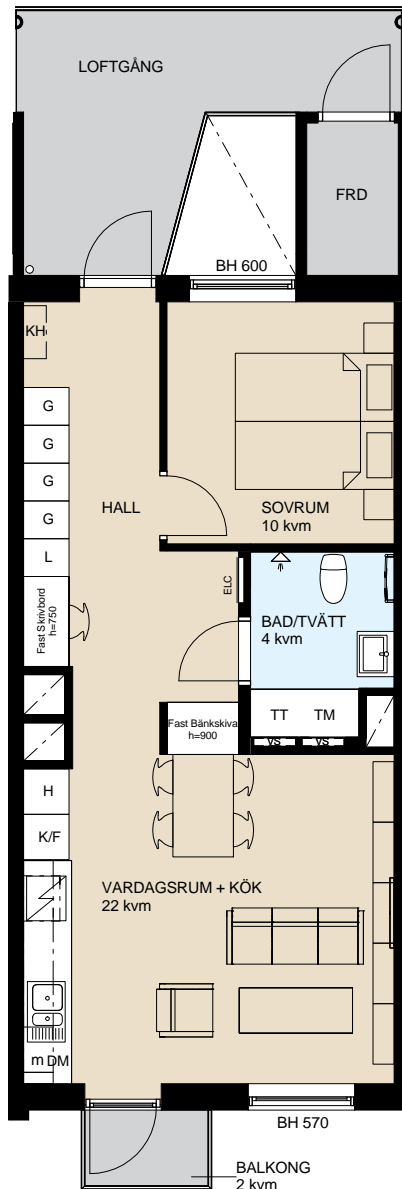 LOFTGÅNG
FRD
BH 600
KH
G
G
G
G
L
HALL
SOVRUM
10 kvm
Fast Skrivbord
h=750
ELC
BAD/TVÄTT
4 kvm
TT
TM
VS
VS
Fast Bänkskiva
h=900
H
K/F
VARDAGSRUM + KÖK
22 kvm
m DM
BH 570
BALKONG
2 kvm